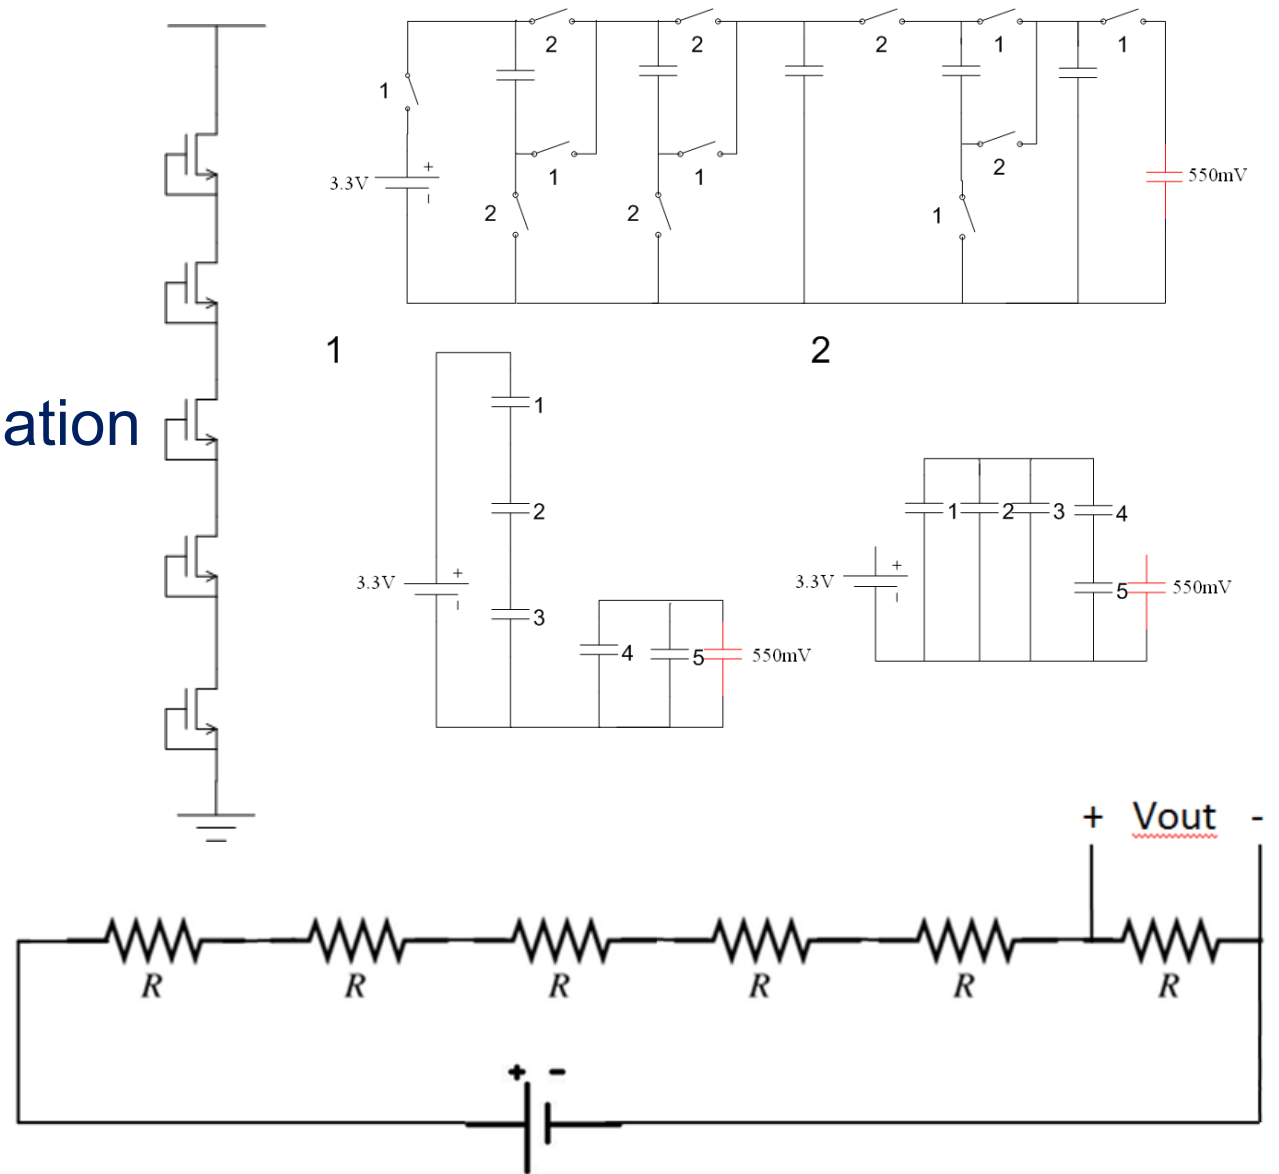 2 2 2 1 1
1
1 1 2
3.3V + - 550mV
2 2 1
1 2
ation
1
2
3
3.3V + -
4 5 550mV
1 2 3 4
3.3V + -
5 550mV
+ Vout -
R R R R R R
+ -